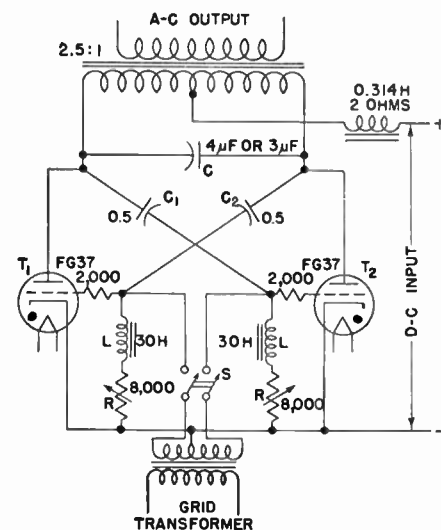 A-C OUTPUT
2.5:1
0.314H
2 OHMS
+
4µF OR 3µF
C
C₁
C₂
0.5
0.5
T₁
FG37
2,000
2,000
FG37
T₂
D-C INPUT
L
30H
30H
L
S
R
8,000
R
8,000
-
GRID
TRANSFORMER